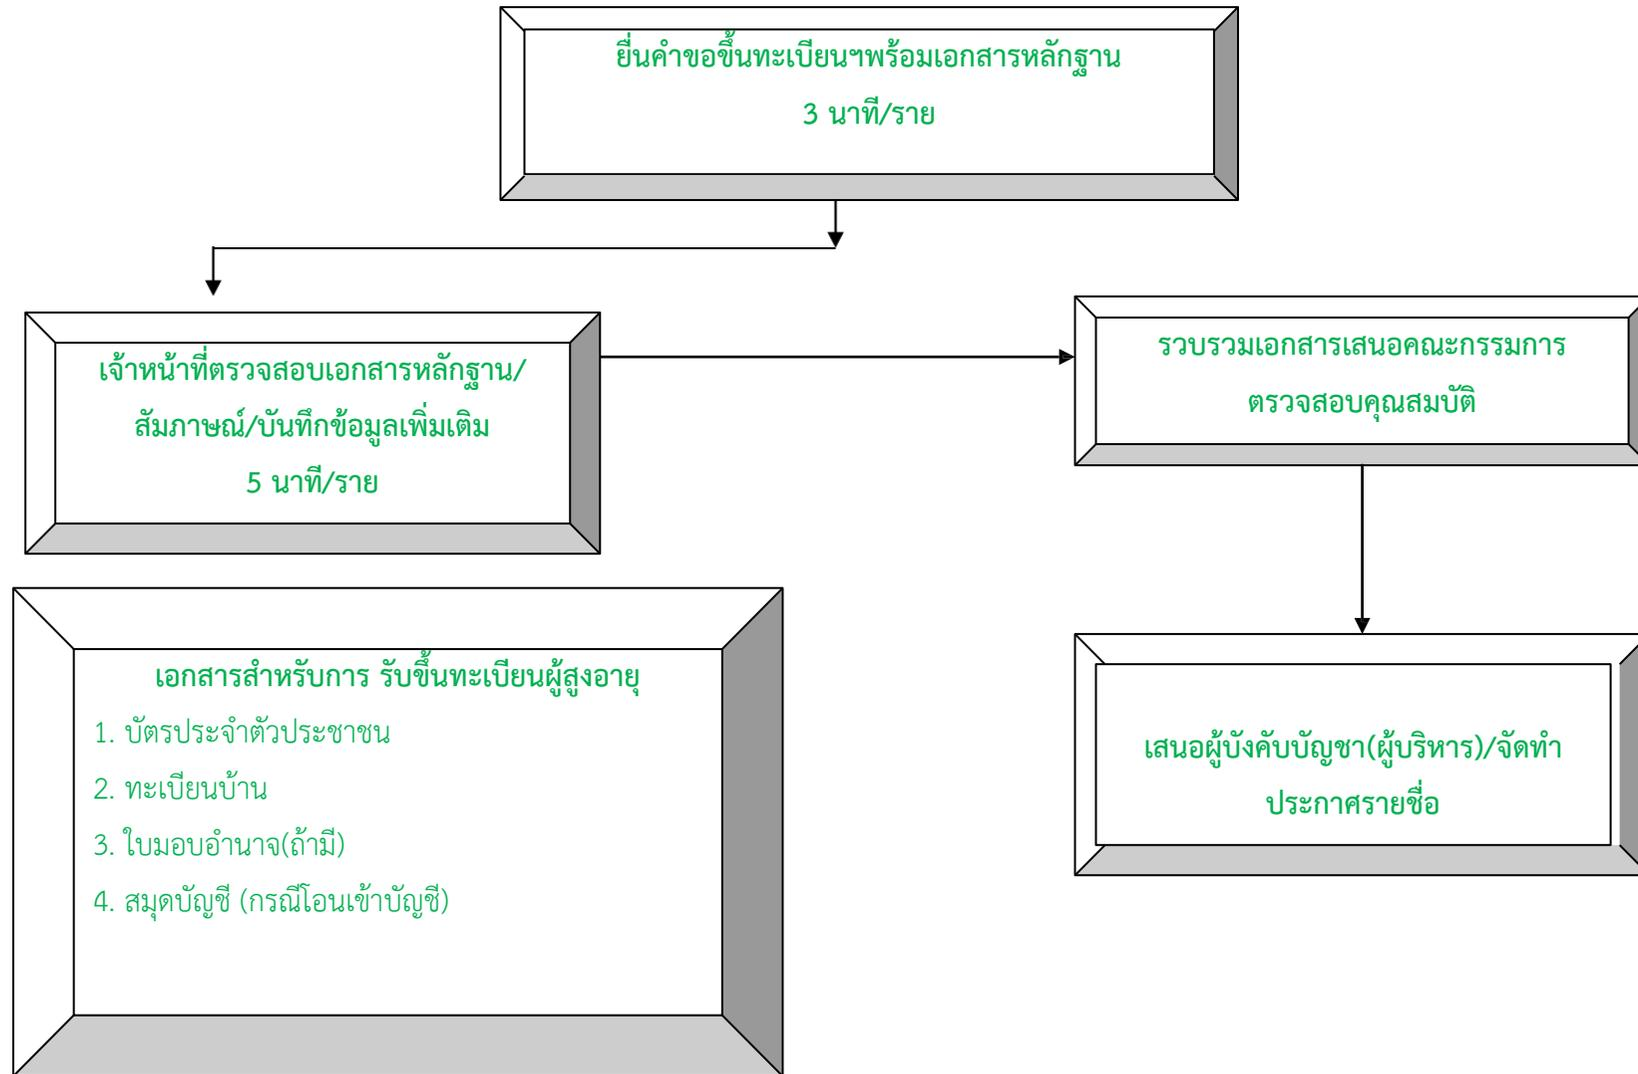 ยื่นคำขอขึ้นทะเบียนฯพร้อมเอกสารหลักฐาน
3 นาที/ราย
เจ้าหน้าที่ตรวจสอบเอกสารหลักฐาน/
สัมภาษณ์/บันทึกข้อมูลเพิ่มเติม
5 นาที/ราย
รวบรวมเอกสารเสนอคณะกรรมการ
ตรวจสอบคุณสมบัติ
เสนอผู้บังคับบัญชา(ผู้บริหาร)/จัดทำ
ประกาศรายชื่อ
เอกสารสำหรับการ รับขึ้นทะเบียนผู้สูงอายุ
1. บัตรประจำตัวประชาชน
2. ทะเบียนบ้าน
3. ใบมอบอำนาจ(ถ้ามี)
4. สมุดบัญชี (กรณีโอนเข้าบัญชี)